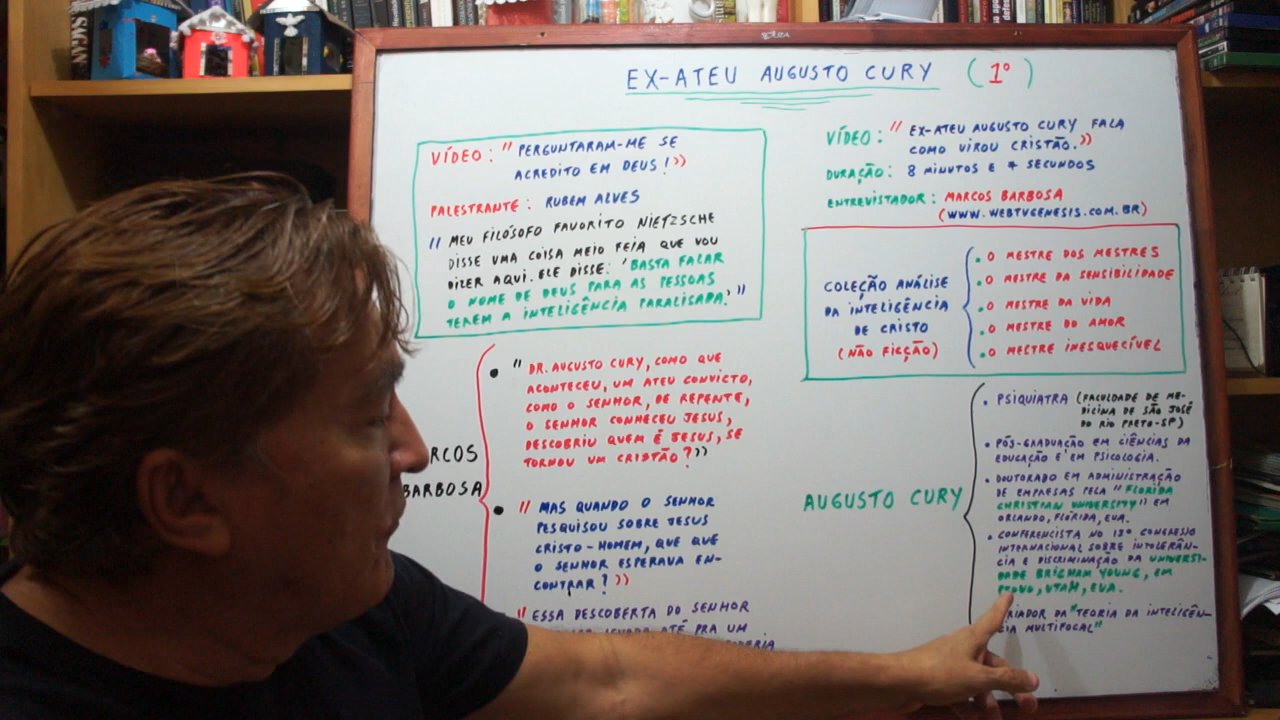 EX-ATEU AUGUSTO CURY (1º)
VÍDEO: "PERGUNTARAM-ME SE
ACREDITO EM DEUS!"
PALESTRANTE: RUBEM ALVES
"MEU FILÓSOFO FAVORITO NIETZSCHE
DISSE UMA COISA MEIO FEIA QUE VOU
DIZER AQUI. ELE DISSE: 'BASTA FALAR
O NOME DE DEUS PARA AS PESSOAS
TEREM A INTELIGÊNCIA PARALISADA.'"
RCOS
BARBOSA
• "DR. AUGUSTO CURY, COMO QUE
ACONTECEU, UM ATEU CONVICTO,
COMO O SENHOR, DE REPENTE,
O SENHOR CONHECEU JESUS,
DESCOBRIU QUEM É JESUS, SE
TORNOU UM CRISTÃO?"
• "MAS QUANDO O SENHOR
PESQUISOU SOBRE JESUS
CRISTO-HOMEM, QUE QUE
O SENHOR ESPERAVA EN-
CONTRAR?"
"ESSA DESCOBERTA DO SENHOR
LEVADO ATÉ PRA UM
VÍDEO: "EX-ATEU AUGUSTO CURY FALA
COMO VIROU CRISTÃO."
DURAÇÃO: 8 MINUTOS E 7 SEGUNDOS
ENTREVISTADOR: MARCOS BARBOSA
(WWW.WEBTVGENESIS.COM.BR)
COLEÇÃO ANÁLISE
DA INTELIGÊNCIA
DE CRISTO
(NÃO FICÇÃO)
• O MESTRE DOS MESTRES
• O MESTRE DA SENSIBILIDADE
• O MESTRE DA VIDA
• O MESTRE DO AMOR
• O MESTRE INESQUECÍVEL
AUGUSTO CURY
• PSIQUIATRA (FACULDADE DE ME-
DICINA DE SÃO JOSÉ
DO RIO PRETO-SP)
• PÓS-GRADUAÇÃO EM CIÊNCIAS DA
EDUCAÇÃO E EM PSICOLOGIA.
• DOUTORADO EM ADMINISTRAÇÃO
DE EMPRESAS PELA "FLORIDA
CHRISTIAN UNIVERSITY" EM
ORLANDO, FLÓRIDA, EUA.
• CONFERENCISTA NO 13º CONGRESSO
INTERNACIONAL SOBRE INTOLERÂN-
CIA E DISCRIMINAÇÃO DA UNIVERSI-
DADE BRIGHAM YOUNG, EM
PROVO, UTAH, EUA.
RIADOR DA "TEORIA DA INTELIGÊN-
CIA MULTIFOCAL"